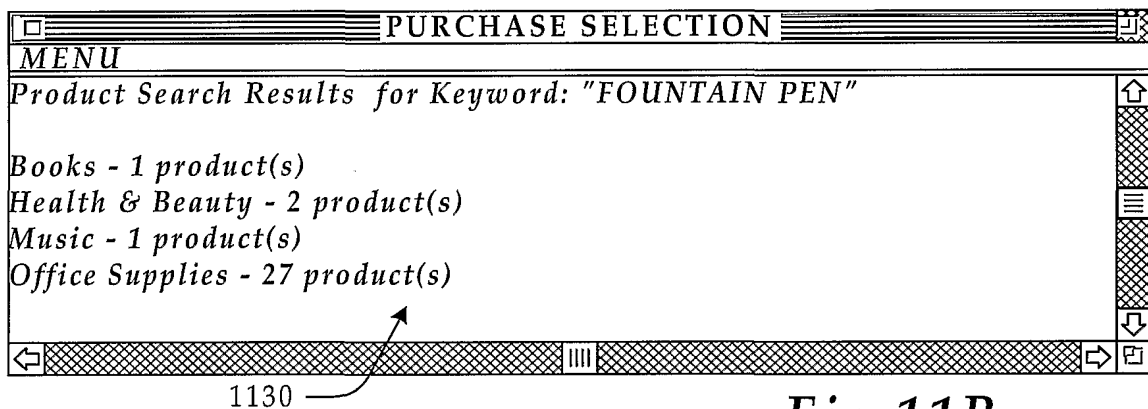 PURCHASE SELECTION
MENU
Product Search Results for Keyword: "FOUNTAIN PEN"
Books - 1 product(s)
Health & Beauty - 2 product(s)
Music - 1 product(s)
Office Supplies - 27 product(s)
1130